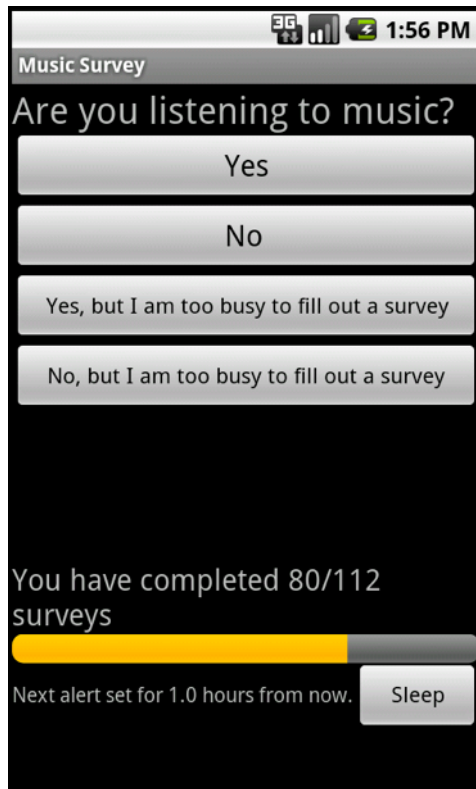 3G 1:56 PM
Music Survey
Are you listening to music?
Yes
No
Yes, but I am too busy to fill out a survey
No, but I am too busy to fill out a survey
You have completed 80/112
surveys
Next alert set for 1.0 hours from now. Sleep